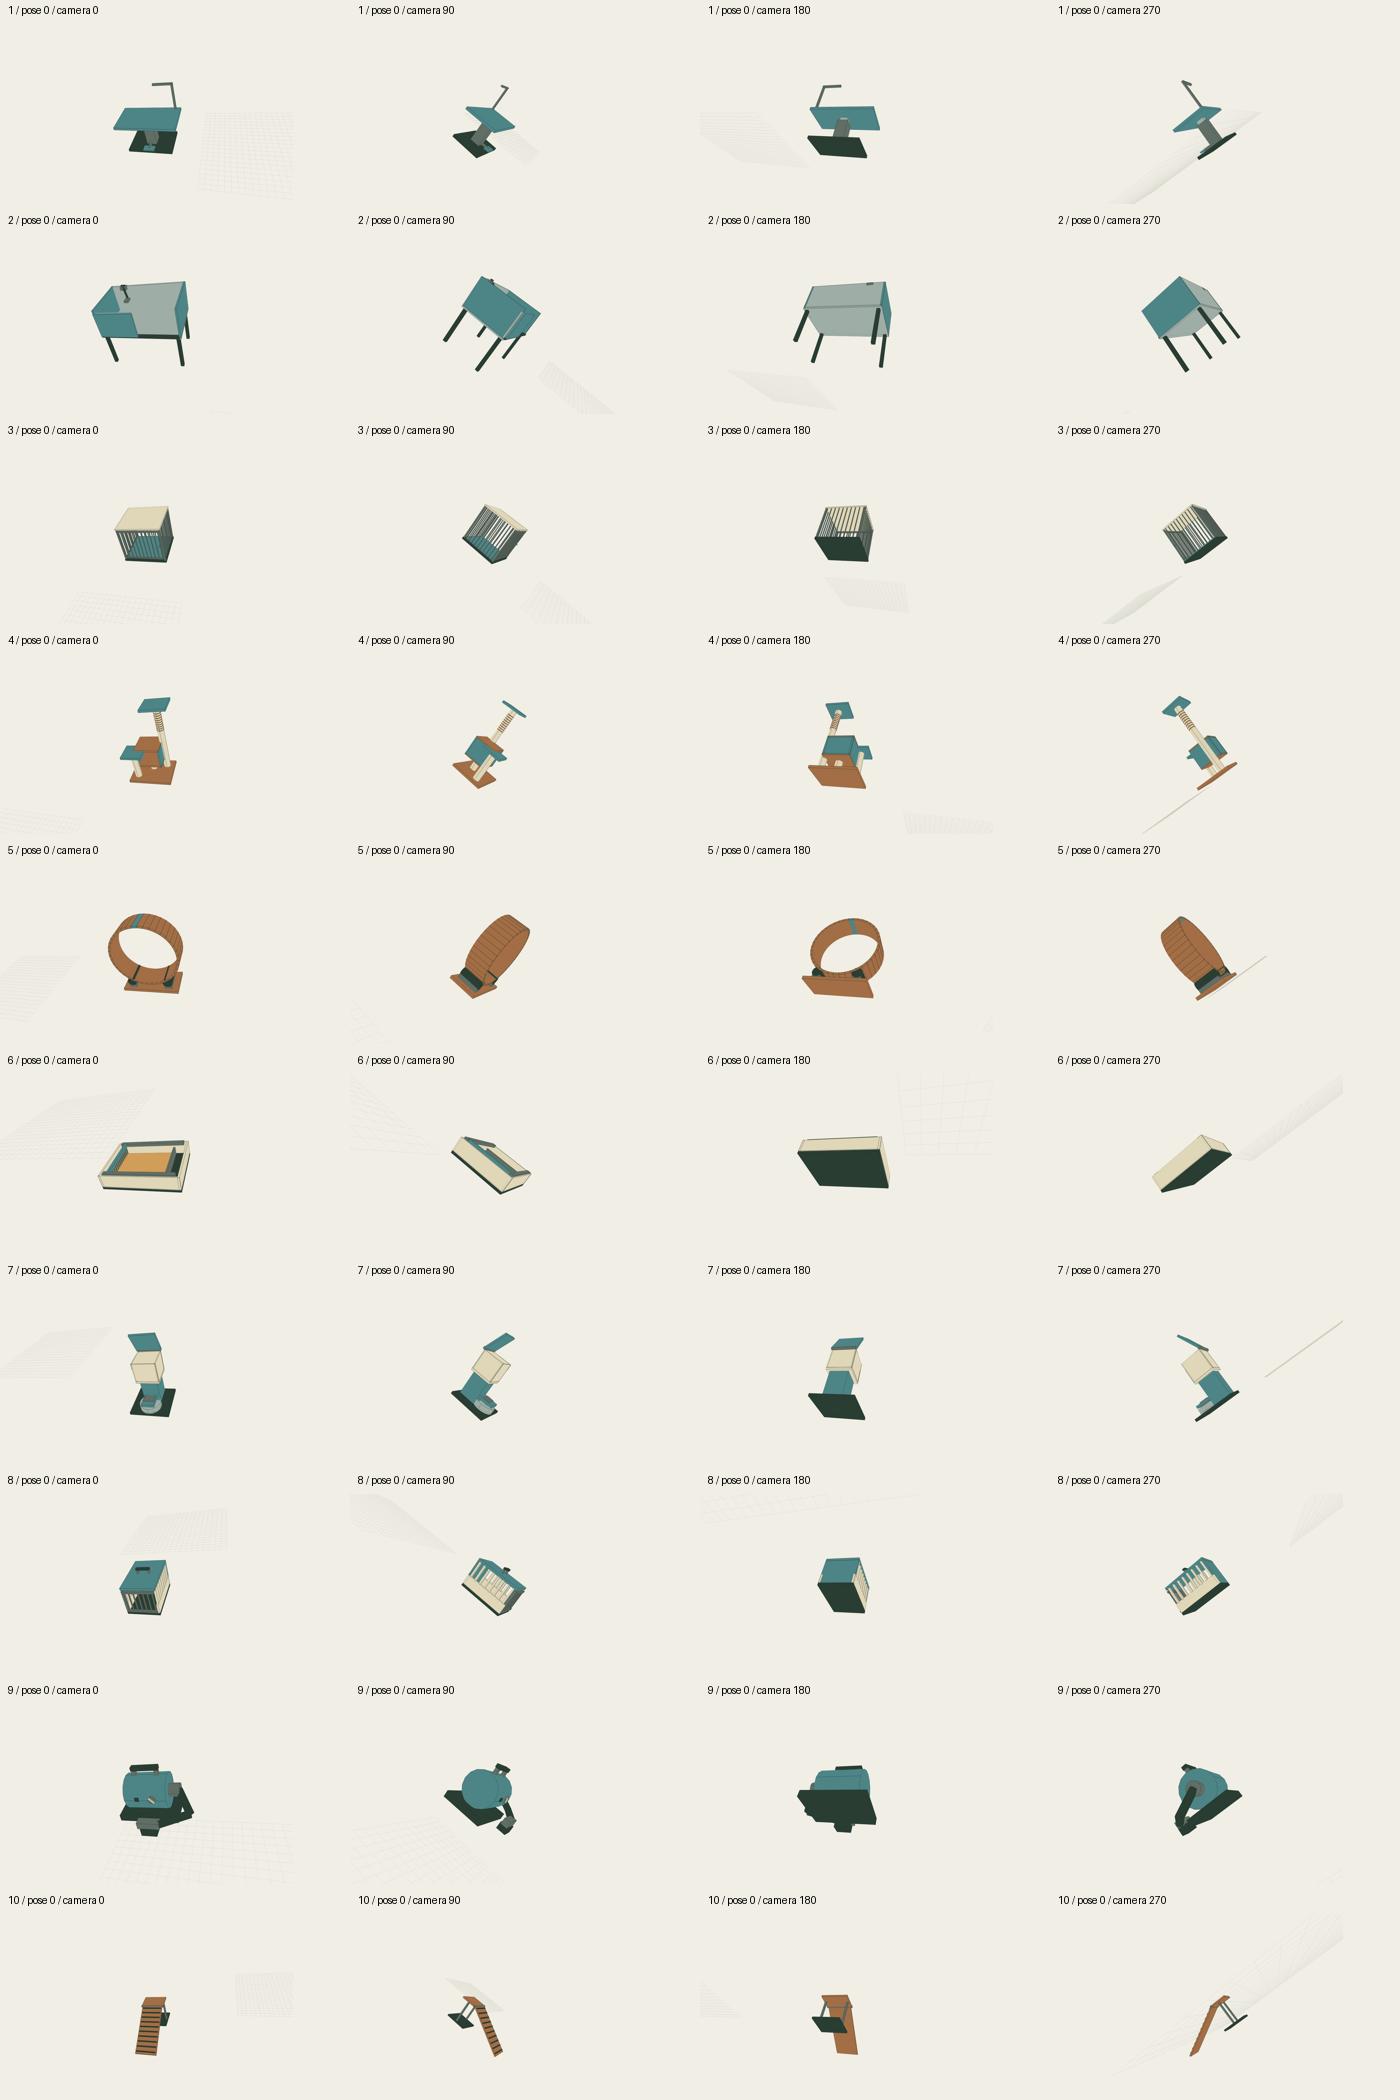 1 / pose 0 / camera 0
1 / pose 0 / camera 90
1 / pose 0 / camera 180
1 / pose 0 / camera 270
2 / pose 0 / camera 0
2 / pose 0 / camera 90
2 / pose 0 / camera 180
2 / pose 0 / camera 270
3 / pose 0 / camera 0
3 / pose 0 / camera 90
3 / pose 0 / camera 180
3 / pose 0 / camera 270
4 / pose 0 / camera 0
4 / pose 0 / camera 90
4 / pose 0 / camera 180
4 / pose 0 / camera 270
5 / pose 0 / camera 0
5 / pose 0 / camera 90
5 / pose 0 / camera 180
5 / pose 0 / camera 270
6 / pose 0 / camera 0
6 / pose 0 / camera 90
6 / pose 0 / camera 180
6 / pose 0 / camera 270
7 / pose 0 / camera 0
7 / pose 0 / camera 90
7 / pose 0 / camera 180
7 / pose 0 / camera 270
8 / pose 0 / camera 0
8 / pose 0 / camera 90
8 / pose 0 / camera 180
8 / pose 0 / camera 270
9 / pose 0 / camera 0
9 / pose 0 / camera 90
9 / pose 0 / camera 180
9 / pose 0 / camera 270
10 / pose 0 / camera 0
10 / pose 0 / camera 90
10 / pose 0 / camera 180
10 / pose 0 / camera 270